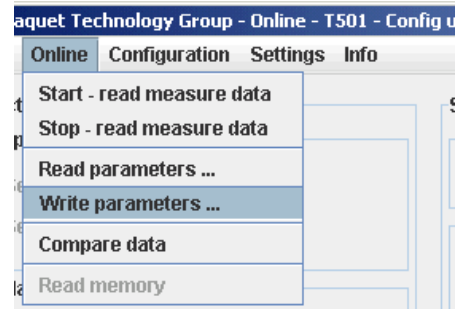 aquet Technology Group - Online - T501 - Config u
Online Configuration Settings Info
Start - read measure data
Stop - read measure data
Read parameters ...
Write parameters ...
Compare data
Read memory